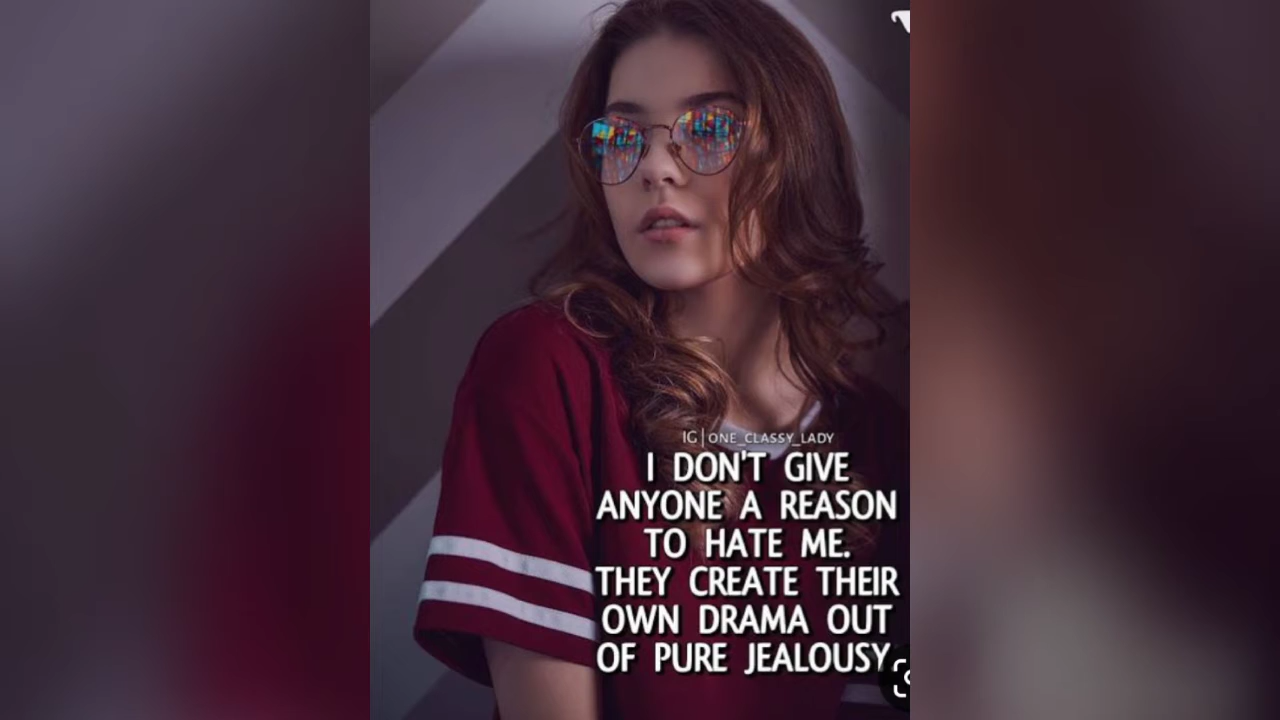 IG|ONE_CLASSY_LADY
I DON'T GIVE
ANYONE A REASON
TO HATE ME.
THEY CREATE THEIR
OWN DRAMA OUT
OF PURE JEALOUSY.